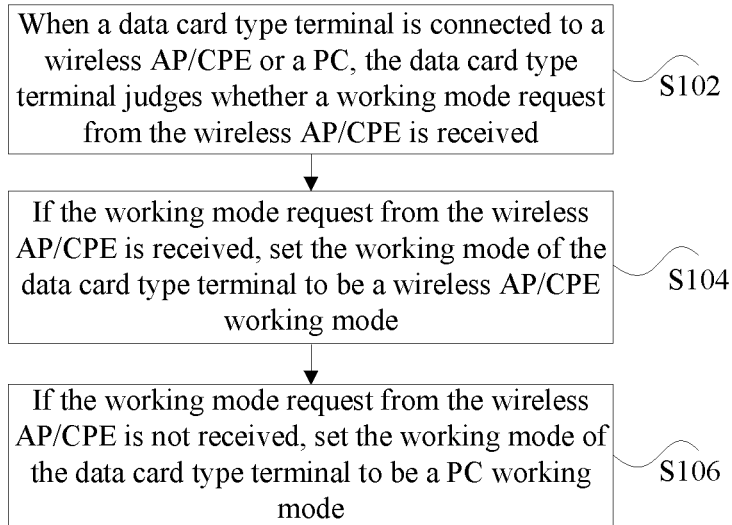 When a data card type terminal is connected to a
wireless AP/CPE or a PC, the data card type
terminal judges whether a working mode request
from the wireless AP/CPE is received
S102
If the working mode request from the wireless
AP/CPE is received, set the working mode of the
data card type terminal to be a wireless AP/CPE
working mode
S104
If the working mode request from the wireless
AP/CPE is not received, set the working mode of
the data card type terminal to be a PC working
mode
S106